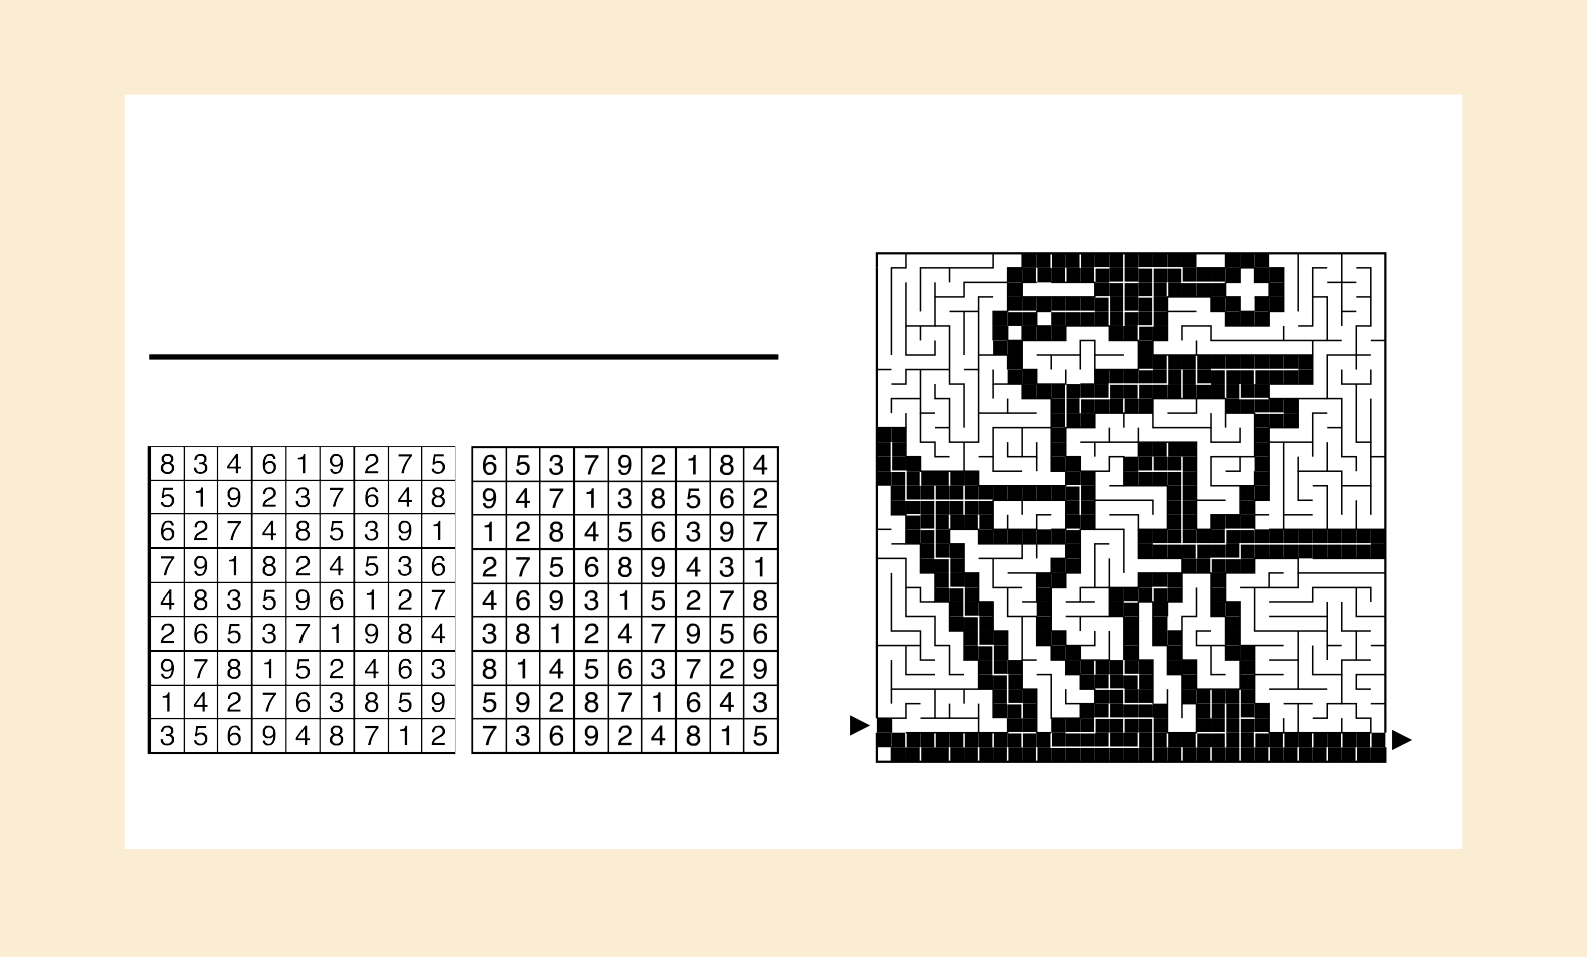 8 3 4 6 1 9 2 7 5
5 1 9 2 3 7 6 4 8
6 2 7 4 8 5 3 9 1
7 9 1 8 2 4 5 3 6
4 8 3 5 9 6 1 2 7
2 6 5 3 7 1 9 8 4
9 7 8 1 5 2 4 6 3
1 4 2 7 6 3 8 5 9
3 5 6 9 4 8 7 1 2
6 5 3 7 9 2 1 8 4
9 4 7 1 3 8 5 6 2
1 2 8 4 5 6 3 9 7
2 7 5 6 8 9 4 3 1
4 6 9 3 1 5 2 7 8
3 8 1 2 4 7 9 5 6
8 1 4 5 6 3 7 2 9
5 9 2 8 7 1 6 4 3
7 3 6 9 2 4 8 1 5